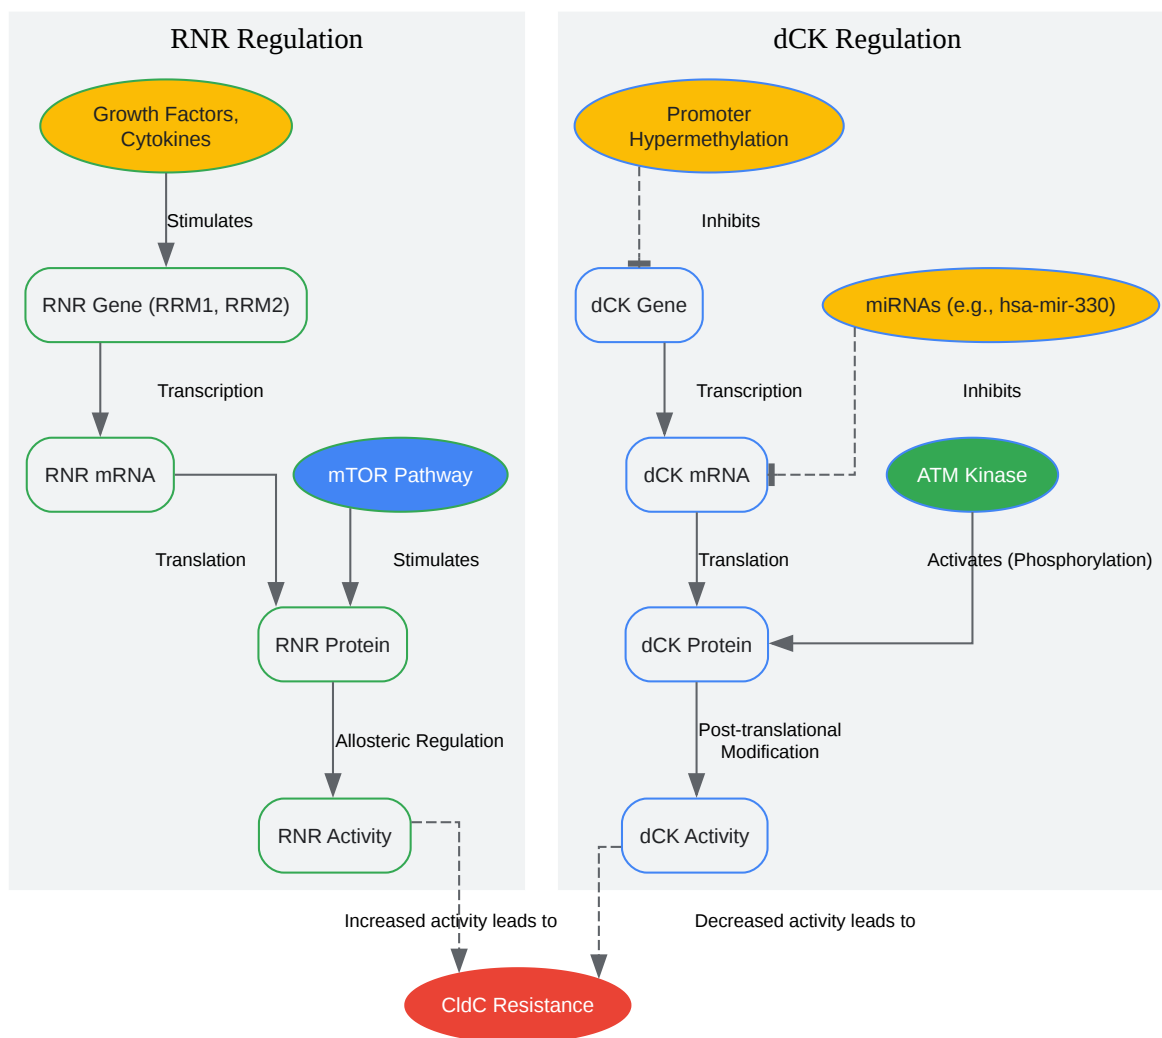 RNR Regulation
Growth Factors,
Cytokines
Stimulates
RNR Gene (RRM1, RRM2)
Transcription
RNR mRNA
mTOR Pathway
Translation
Stimulates
RNR Protein
Allosteric Regulation
RNR Activity
Increased activity leads to
dCK Regulation
Promoter
Hypermethylation
Inhibits
dCK Gene
miRNAs (e.g., hsa-mir-330)
Transcription
Inhibits
dCK mRNA
ATM Kinase
Translation
Activates (Phosphorylation)
dCK Protein
Post-translational
Modification
dCK Activity
Decreased activity leads to
CldC Resistance